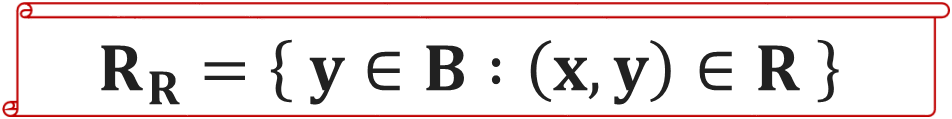 R_R = { y ∈ B : (x, y) ∈ R }